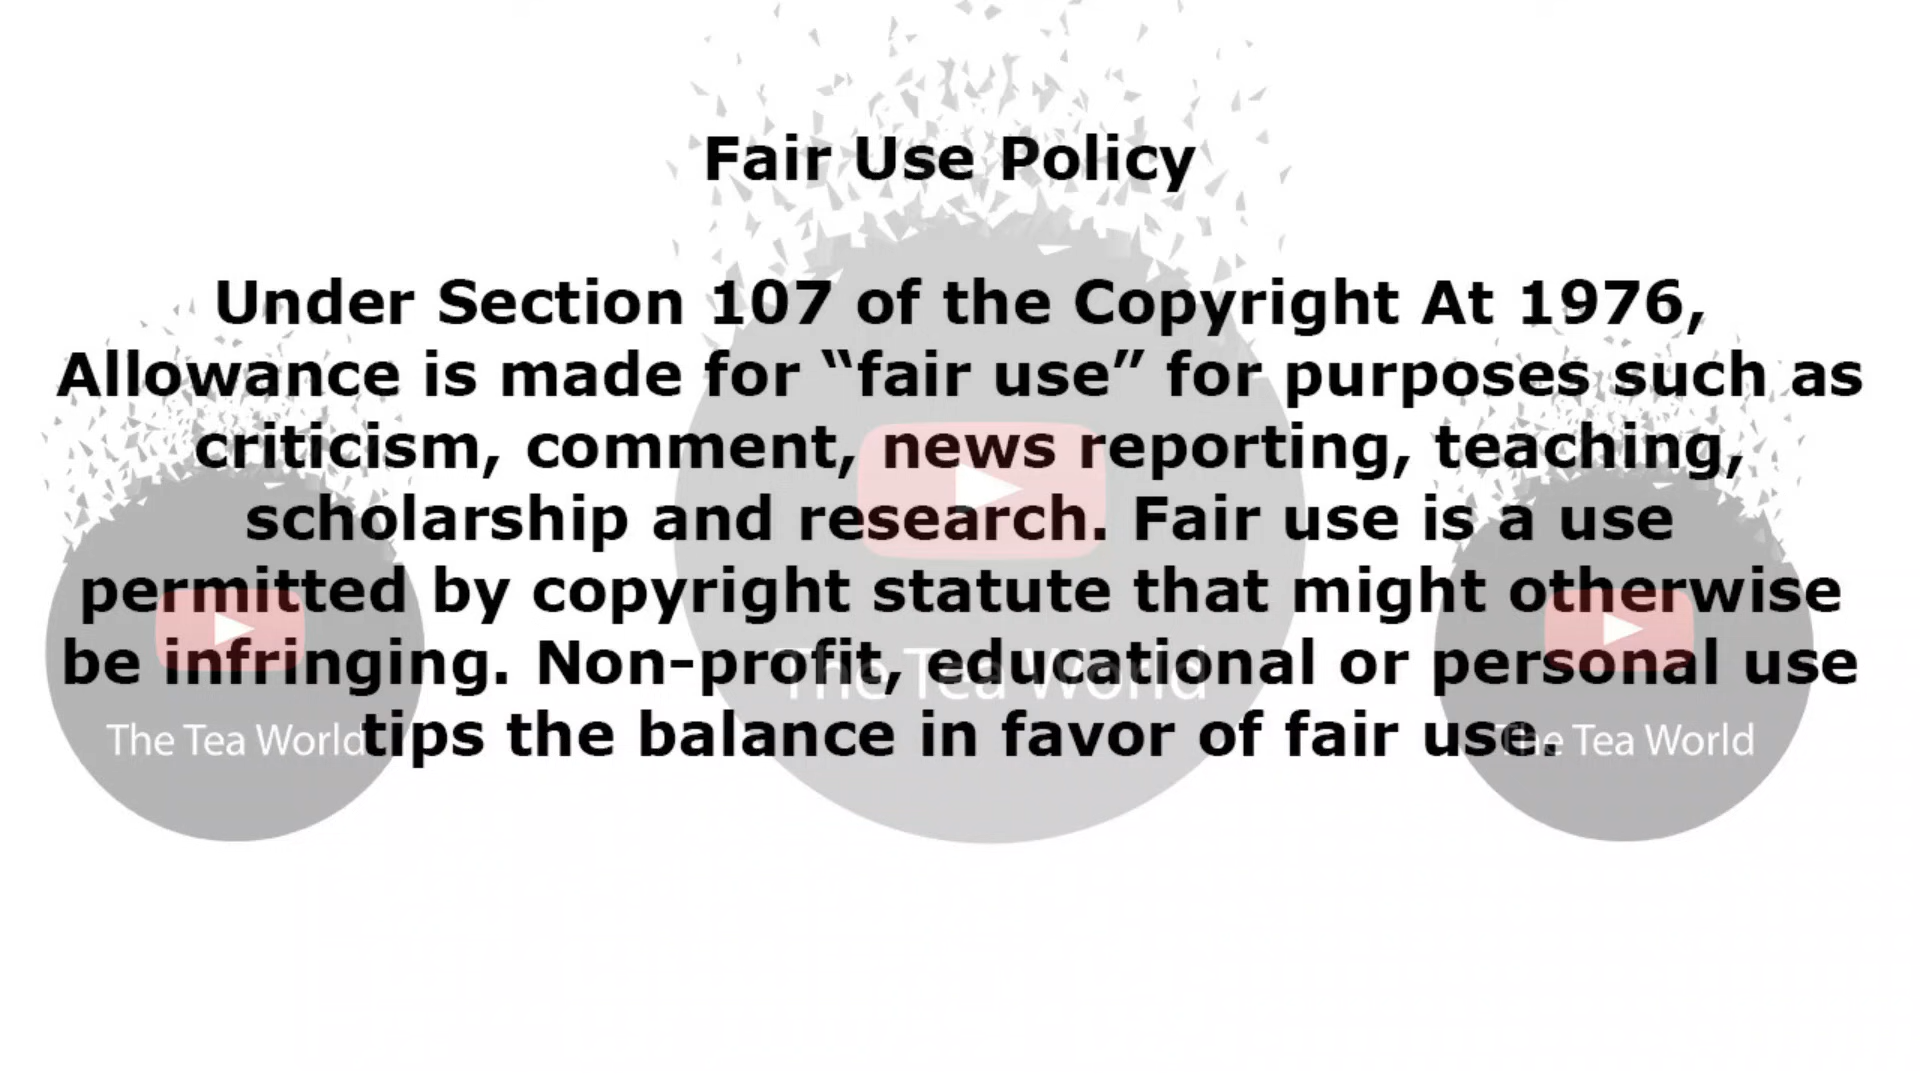 Fair Use Policy
Under Section 107 of the Copyright At 1976,
Allowance is made for “fair use” for purposes such as
criticism, comment, news reporting, teaching,
scholarship and research. Fair use is a use
permitted by copyright statute that might otherwise
be infringing. Non-profit, educational or personal use
tips the balance in favor of fair use.
The Tea World
The Tea World
The Tea World